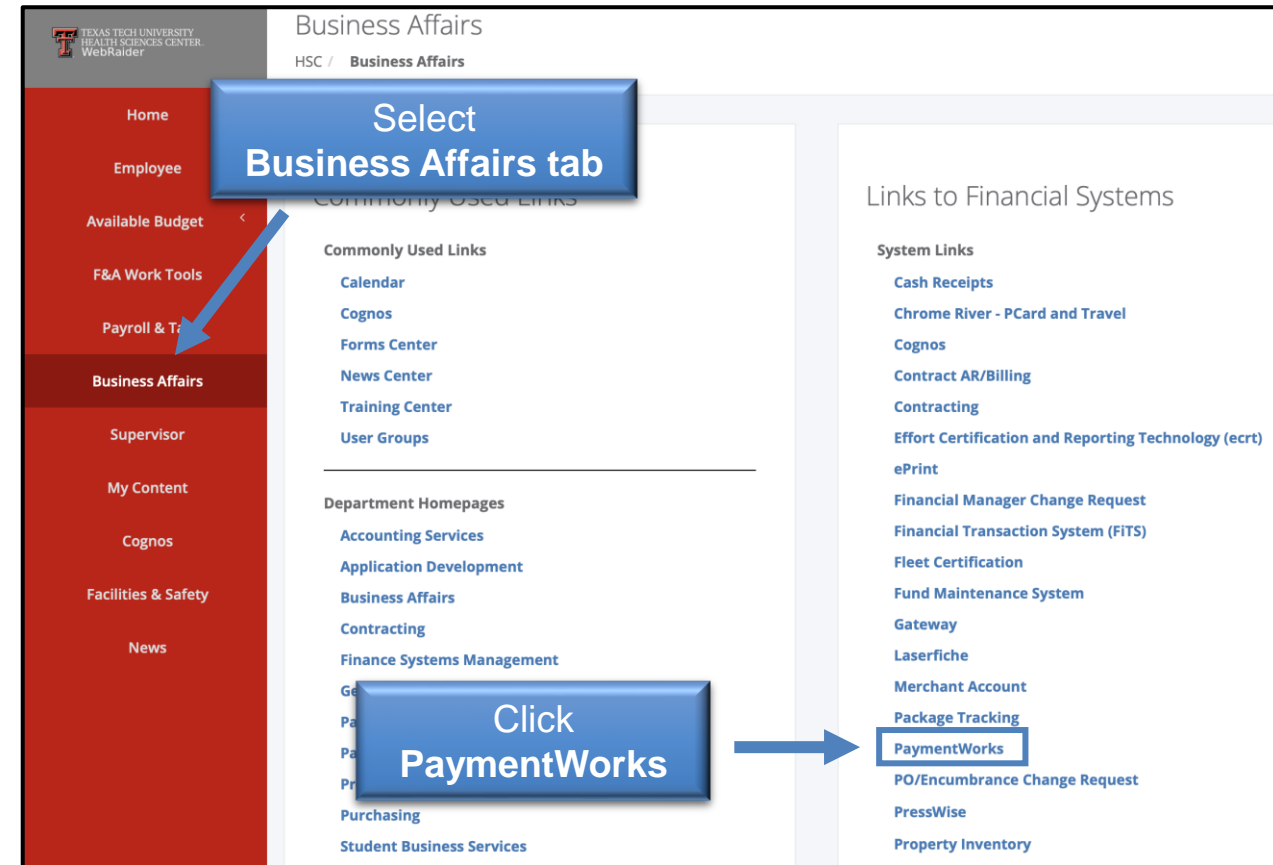 TEXAS TECH UNIVERSITY
HEALTH SCIENCES CENTER
WebRaider
Business Affairs
HSC / Business Affairs
Home
Employee
Available Budget <
F&A Work Tools
Payroll &
Business Affairs
Supervisor
My Content
Cognos
Facilities & Safety
News
Select
Business Affairs tab
Commonly Used Links
Commonly Used Links
Calendar
Cognos
Forms Center
News Center
Training Center
User Groups
Department Homepages
Accounting Services
Application Development
Business Affairs
Contracting
Finance Systems Management
Purchasing
Student Business Services
Click
PaymentWorks
Links to Financial Systems
System Links
Cash Receipts
Chrome River - PCard and Travel
Cognos
Contract AR/Billing
Contracting
Effort Certification and Reporting Technology (ecrt)
ePrint
Financial Manager Change Request
Financial Transaction System (FiTS)
Fleet Certification
Fund Maintenance System
Gateway
Laserfiche
Merchant Account
Package Tracking
PaymentWorks
PO/Encumbrance Change Request
PressWise
Property Inventory